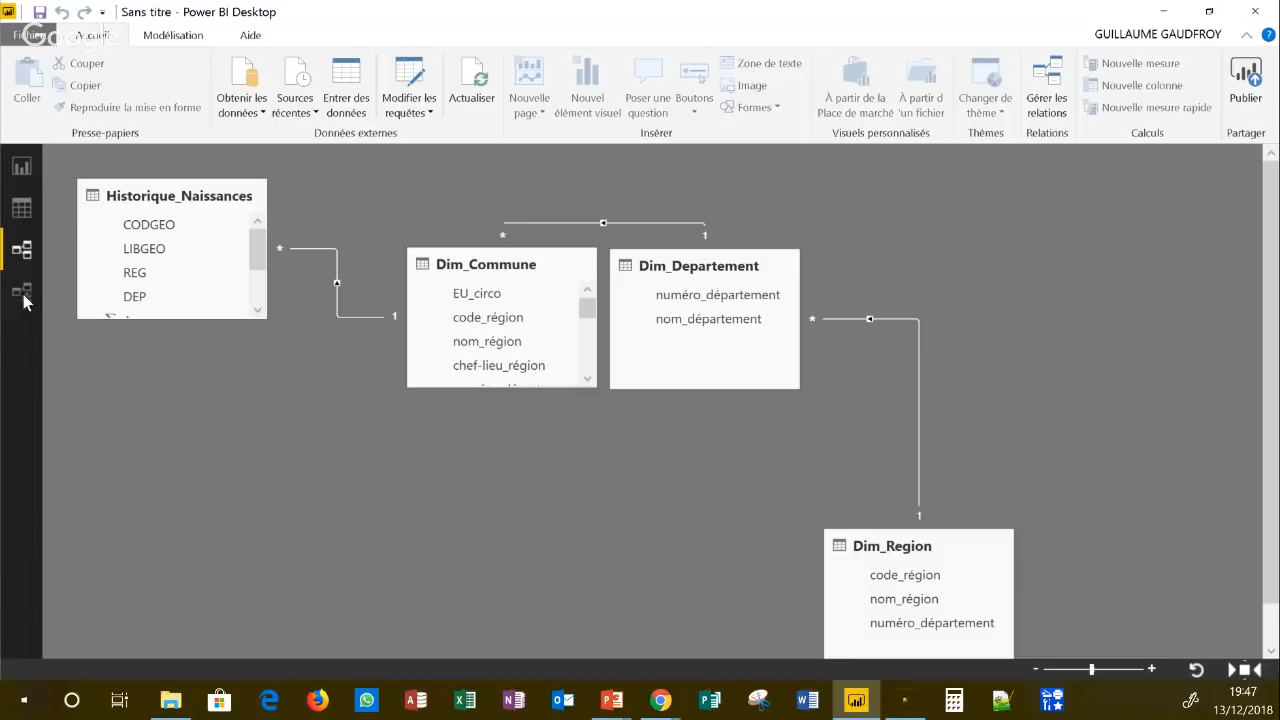 Sans titre - Power BI Desktop
Fichier Accueil Modélisation Aide
Google
GUILLAUME GAUDFROY
Coller
Couper
Copier
Reproduire la mise en forme
Presse-papiers
Obtenir les données
Sources récentes
Entrer des données
Modifier les requêtes
Actualiser
Données externes
Nouvelle page
Nouvel élément visuel
Poser une question
Boutons
Zone de texte
Image
Formes
Insérer
À partir de la Place de marché
À partir d'un fichier
Visuels personnalisés
Changer de thème
Thèmes
Gérer les relations
Relations
Nouvelle mesure
Nouvelle colonne
Nouvelle mesure rapide
Calculs
Publier
Partager
Historique_Naissances
CODGEO
LIBGEO
REG
DEP
*
1
Dim_Commune
EU_circo
code_région
nom_région
chef-lieu_région
*
1
Dim_Departement
numéro_département
nom_département
*
1
Dim_Region
code_région
nom_région
numéro_département
19:47
13/12/2018